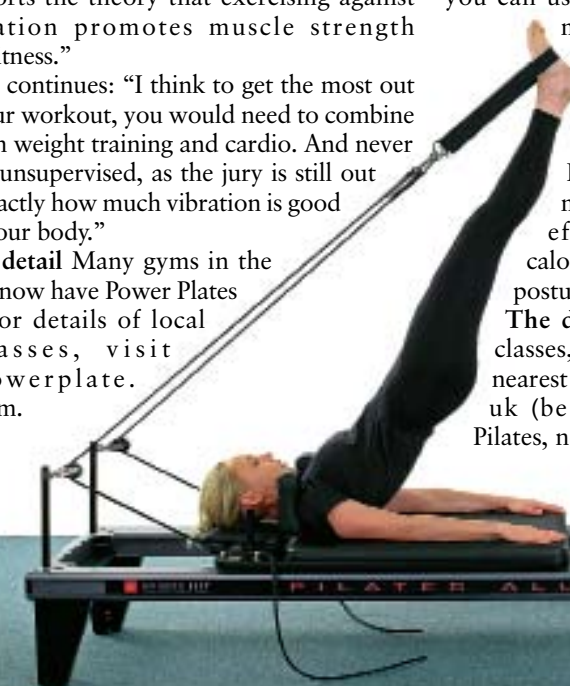 orts the theory that exercising against
ation promotes muscle strength
itness.”
continues: “I think to get the most out
ur workout, you would need to combine
h weight training and cardio. And never
unsupervised, as the jury is still out
actly how much vibration is good
our body.”
detail Many gyms in the
now have Power Plates
or details of local
asses, visit
owerplate.
m.
you can us
n
ef
calo
postu
The d
classes,
nearest
uk (be
Pilates, n
PILATES ALL